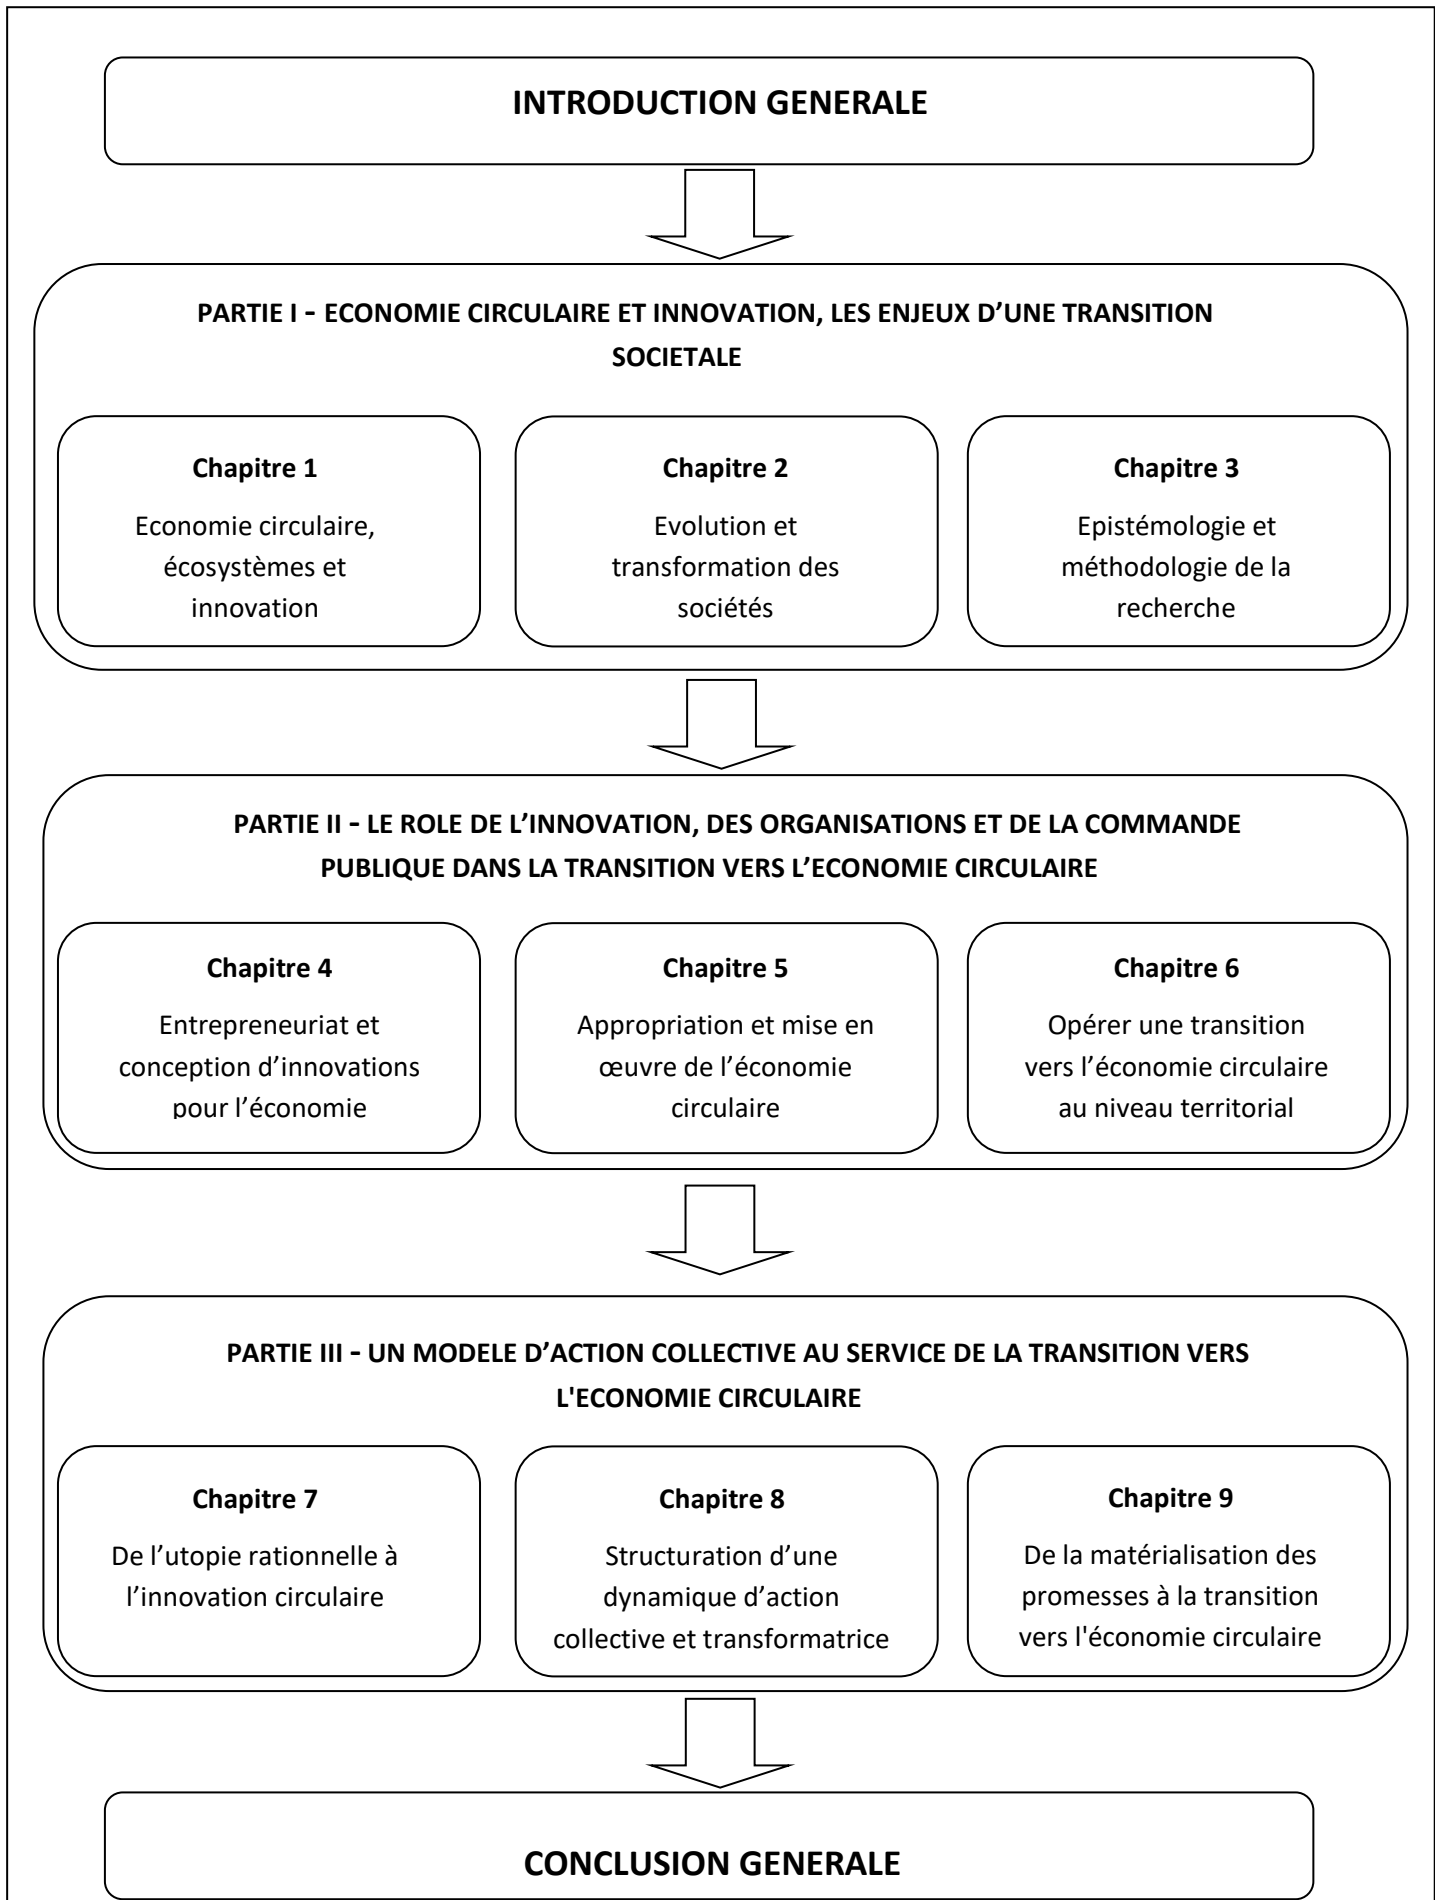 INTRODUCTION GENERALE
PARTIE I - ECONOMIE CIRCULAIRE ET INNOVATION, LES ENJEUX D’UNE TRANSITION
SOCIETALE
Chapitre 1
Economie circulaire,
écosystèmes et
innovation
Chapitre 2
Evolution et
transformation des
sociétés
Chapitre 3
Epistémologie et
méthodologie de la
recherche
PARTIE II - LE ROLE DE L’INNOVATION, DES ORGANISATIONS ET DE LA COMMANDE
PUBLIQUE DANS LA TRANSITION VERS L’ECONOMIE CIRCULAIRE
Chapitre 4
Entrepreneuriat et
conception d’innovations
pour l’économie
Chapitre 5
Appropriation et mise en
œuvre de l’économie
circulaire
Chapitre 6
Opérer une transition
vers l’économie circulaire
au niveau territorial
PARTIE III - UN MODELE D’ACTION COLLECTIVE AU SERVICE DE LA TRANSITION VERS
L'ECONOMIE CIRCULAIRE
Chapitre 7
De l’utopie rationnelle à
l’innovation circulaire
Chapitre 8
Structuration d’une
dynamique d’action
collective et transformatrice
Chapitre 9
De la matérialisation des
promesses à la transition
vers l'économie circulaire
CONCLUSION GENERALE